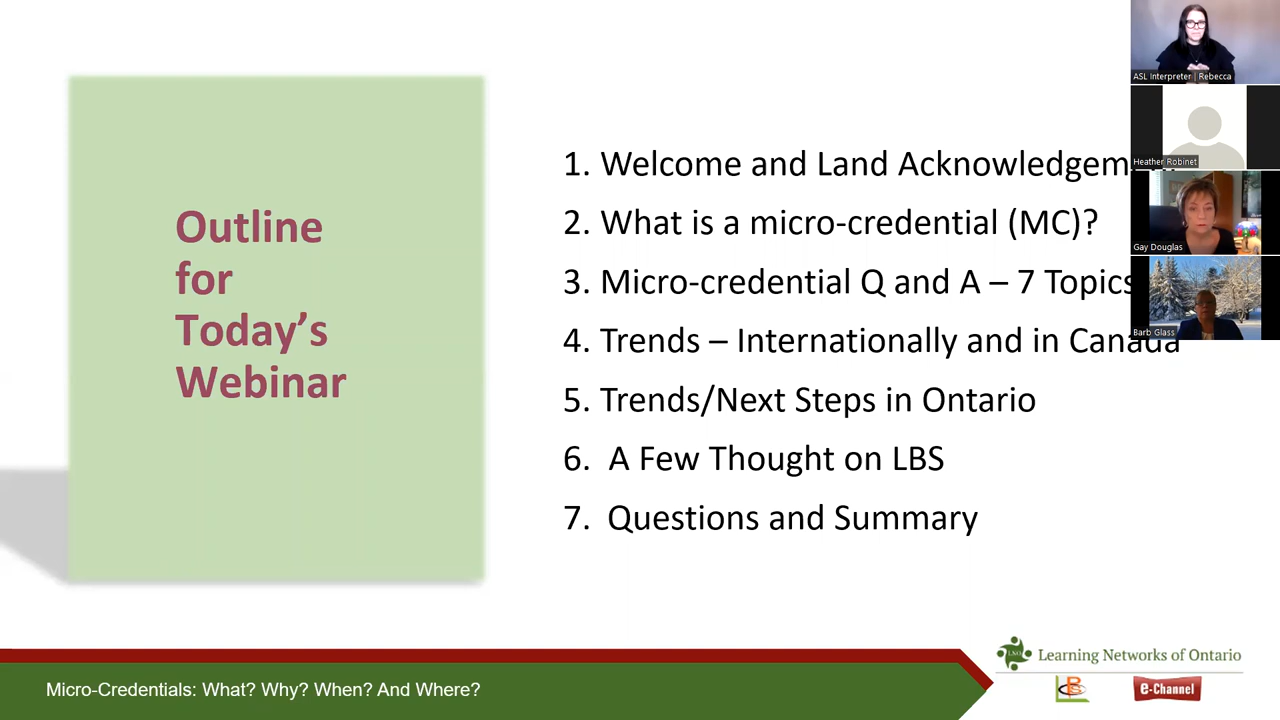 Outline
for
Today’s
Webinar
1. Welcome and Land Acknowledgem
2. What is a micro-credential (MC)?
3. Micro-credential Q and A – 7 Topics
4. Trends – Internationally and in Canada
5. Trends/Next Steps in Ontario
6. A Few Thought on LBS
7. Questions and Summary
ASL Interpreter | Rebecca
Heather Robinet
Gay Douglas
Barb Glass
Micro-Credentials: What? Why? When? And Where?
LNO
Learning Networks of Ontario
LBS
e-Channel